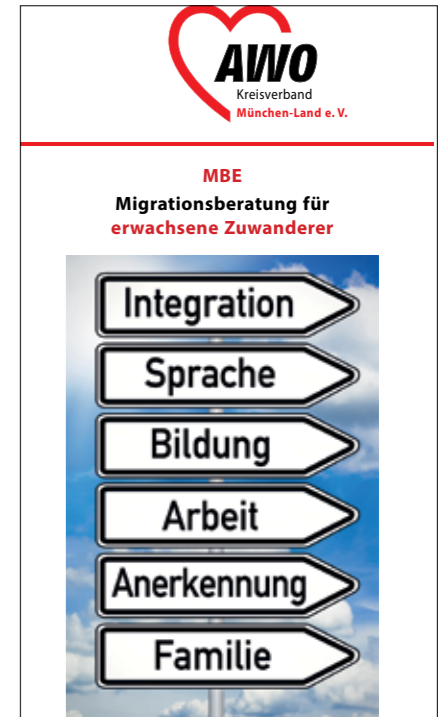 AWO
Kreisverband
München-Land e. V.
MBE
Migrationsberatung für
erwachsene Zuwanderer
Integration
Sprache
Bildung
Arbeit
Anerkennung
Familie